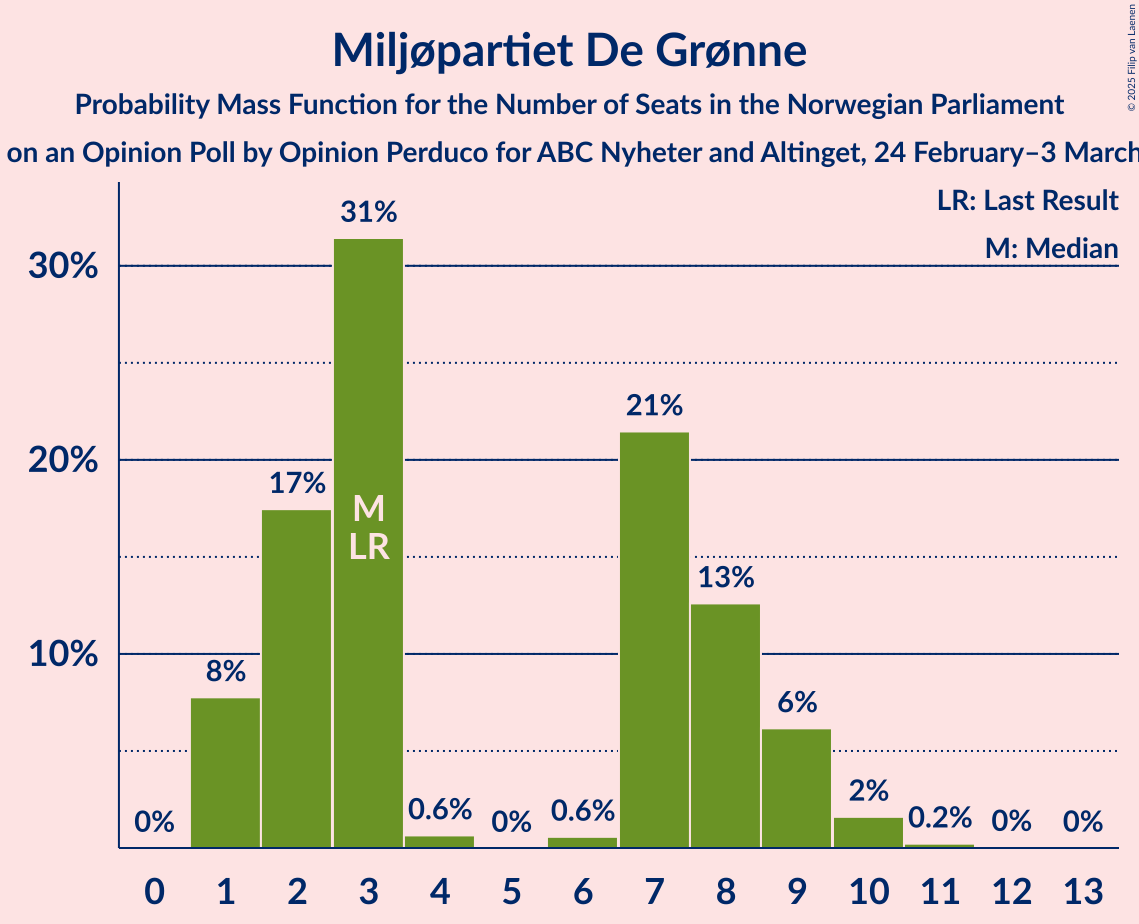 Miljøpartiet De Grønne
Probability Mass Function for the Number of Seats in the Norwegian Parliament
on an Opinion Poll by Opinion Perduco for ABC Nyheter and Altinget, 24 February–3 March
© 2025 Filip van Laenen
LR: Last Result
M: Median
30%
20%
10%
0%
8%
17%
31%
0.6%
0%
0.6%
21%
13%
6%
2%
0.2%
0%
0%
M
LR
0 1 2 3 4 5 6 7 8 9 10 11 12 13